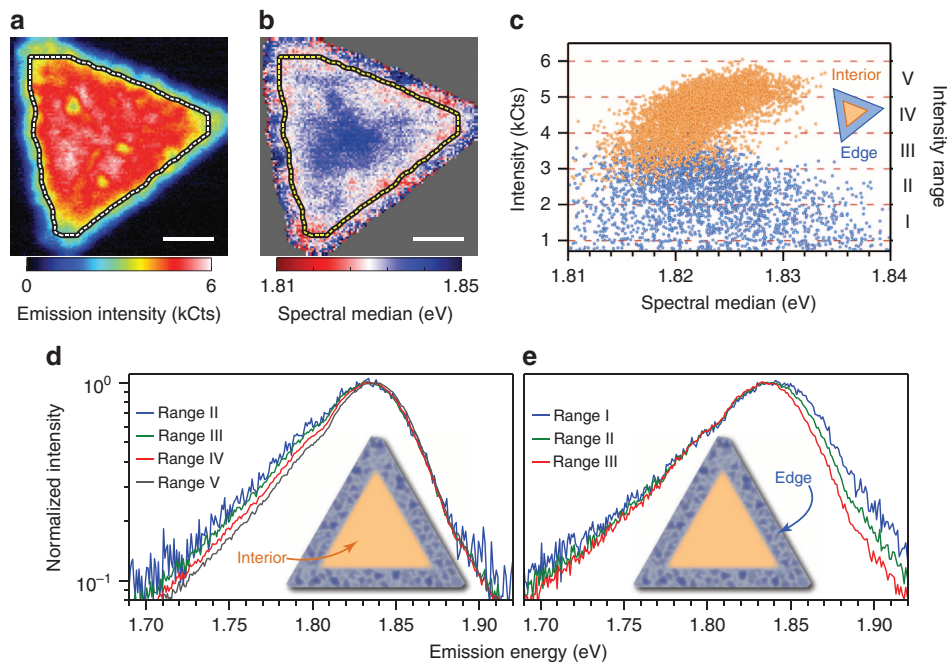 a
b
c
0
6
Emission intensity (kCts)
1.81
1.85
Spectral median (eV)
Intensity (kCts)
6
5
4
3
2
1
1.81
1.82
1.83
1.84
Spectral median (eV)
Interior
Edge
V
IV
III
II
I
Intensity range
d
Normalized intensity
10⁰
10⁻¹
Range II
Range III
Range IV
Range V
Interior
1.70
1.75
1.80
1.85
1.90
e
Range I
Range II
Range III
Edge
1.70
1.75
1.80
1.85
1.90
Emission energy (eV)